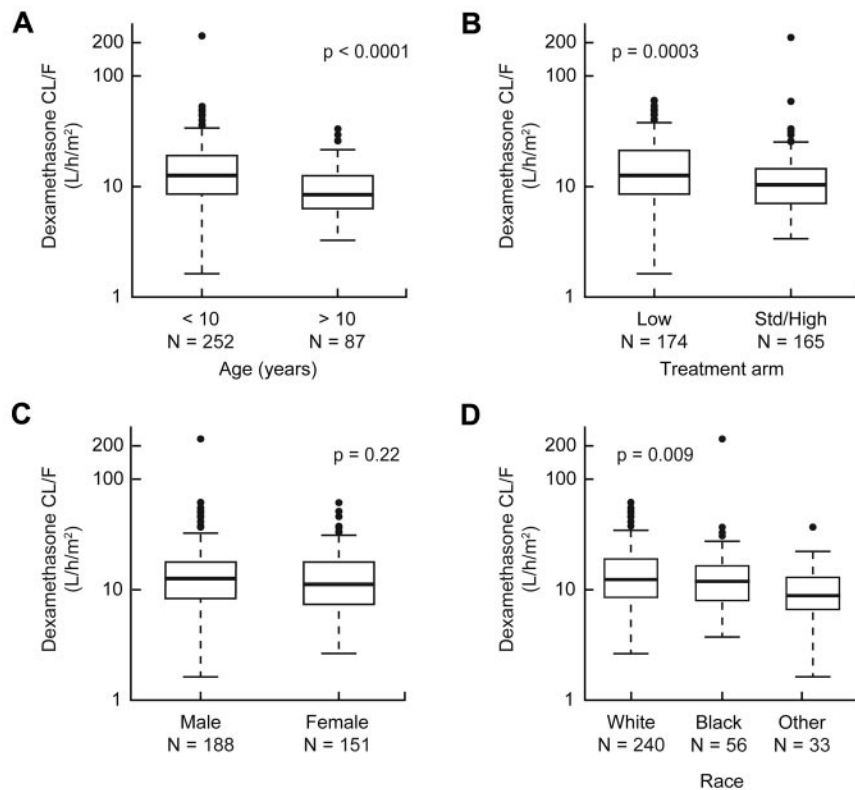 A
Dexamethasone CL/F
(L/h/m²)
200
100
10
1
p < 0.0001
< 10
> 10
N = 252
N = 87
Age (years)
B
Dexamethasone CL/F
(L/h/m²)
200
100
10
1
p = 0.0003
Low
Std/High
N = 174
N = 165
Treatment arm
C
Dexamethasone CL/F
(L/h/m²)
200
100
10
1
p = 0.22
Male
Female
N = 188
N = 151
D
Dexamethasone CL/F
(L/h/m²)
200
100
10
1
p = 0.009
White
Black
Other
N = 240
N = 56
N = 33
Race